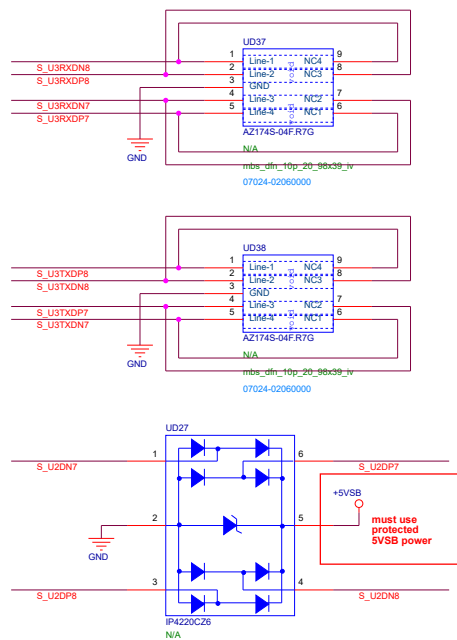 UD37
1 Line-1 NC4 9
S_U3RXDN8
2 Line-2 NC3 8
S_U3RXDP8
3 GND
4 Line-3 NC2 7
S_U3RXDN7
5 Line-4 NC1 6
S_U3RXDP7
AZ174S-04F.R7G
GND
N/A
mbs_dfn_10p_20_98x39_iv
07024-02060000
UD38
1 Line-1 NC4 9
S_U3TXDP8
2 Line-2 NC3 8
S_U3TXDN8
3 GND
4 Line-3 NC2 7
S_U3TXDP7
5 Line-4 NC1 6
S_U3TXDN7
AZ174S-04F.R7G
GND
N/A
mbs_dfn_10p_20_98x39_iv
07024-02060000
UD27
1 6
S_U2DN7 S_U2DP7
+5VSB
2 5
must use
protected
5VSB power
GND
3 4
S_U2DP8 S_U2DN8
IP4220CZ6
N/A